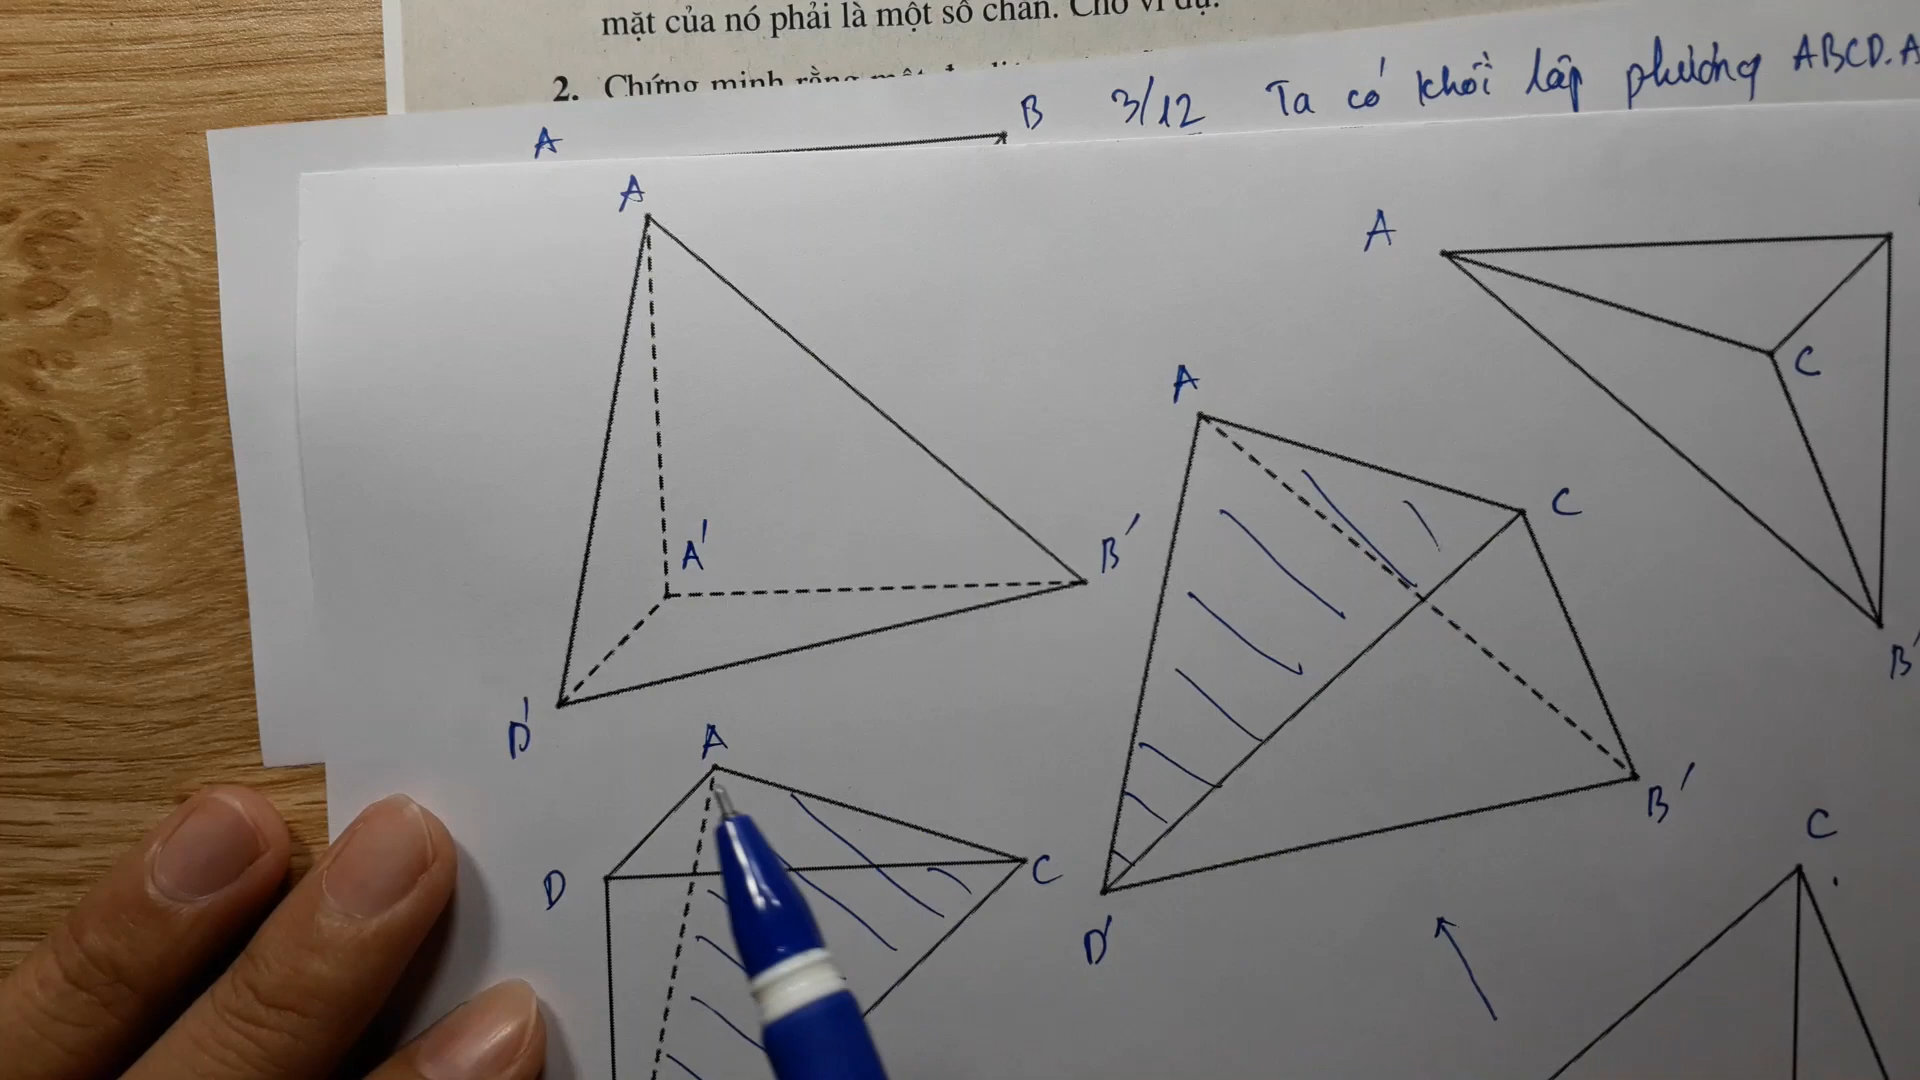 mặt của nó phải là một số chẵn. Cho ví dụ.
2. Chứng minh rằng một
A B 3/12 Ta có khối lập phương ABCD.A
A
A
A
C
C
A'
B'
B'
D'
A
B'
C
D
C
D'